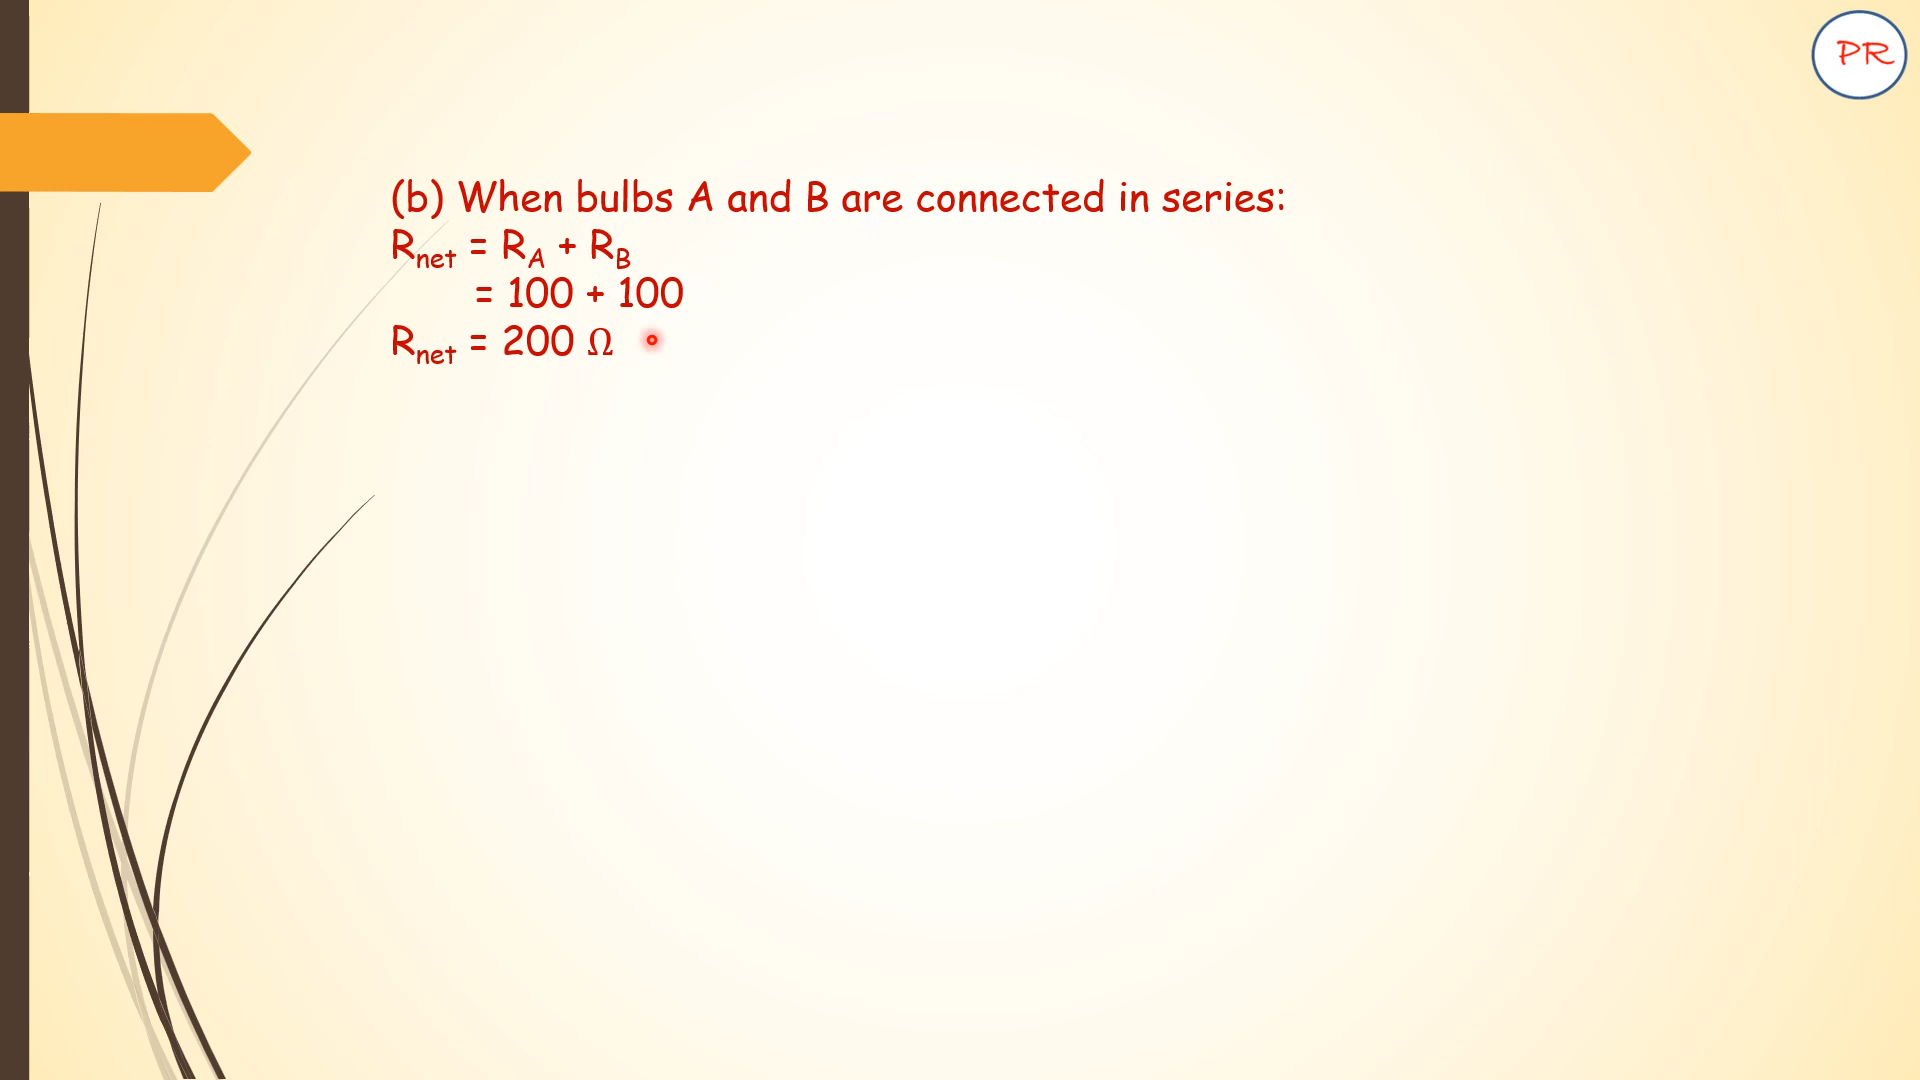 PR
(b) When bulbs A and B are connected in series:
Rnet = RA + RB
= 100 + 100
Rnet = 200 Ω